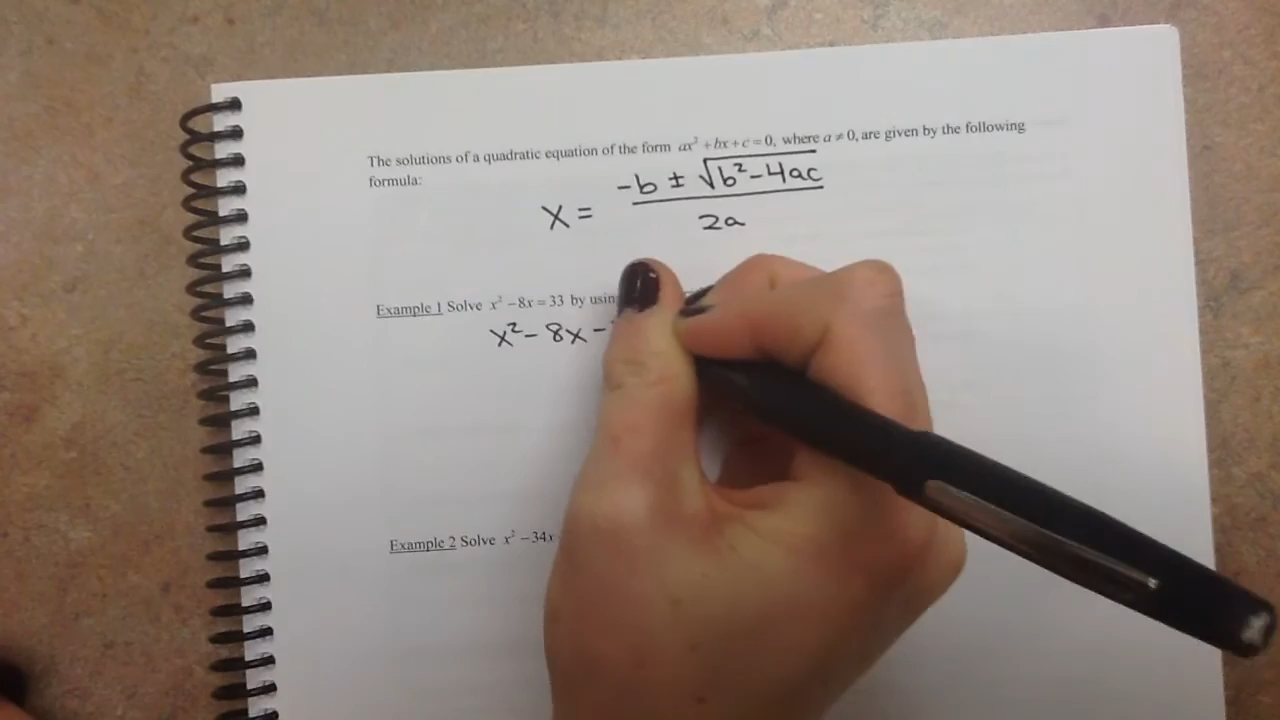 The solutions of a quadratic equation of the form ax² + bx + c = 0, where a ≠ 0, are given by the following
formula:
x = -b ± √b²-4ac / 2a
Example 1 Solve x² − 8x = 33 by using
x² - 8x -
Example 2 Solve x² − 34x